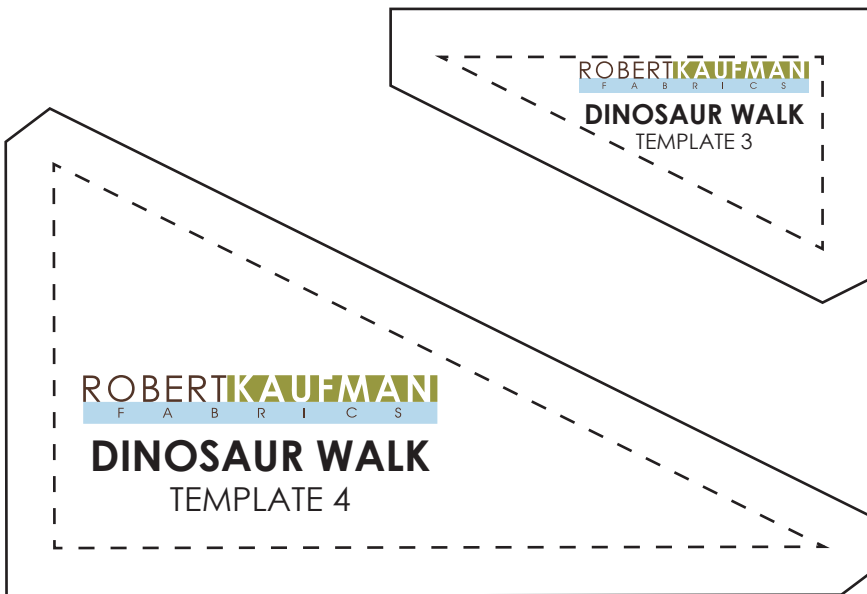 ROBERTKAUFMAN
FABRICS
DINOSAUR WALK
TEMPLATE 3
ROBERTKAUFMAN
FABRICS
DINOSAUR WALK
TEMPLATE 4